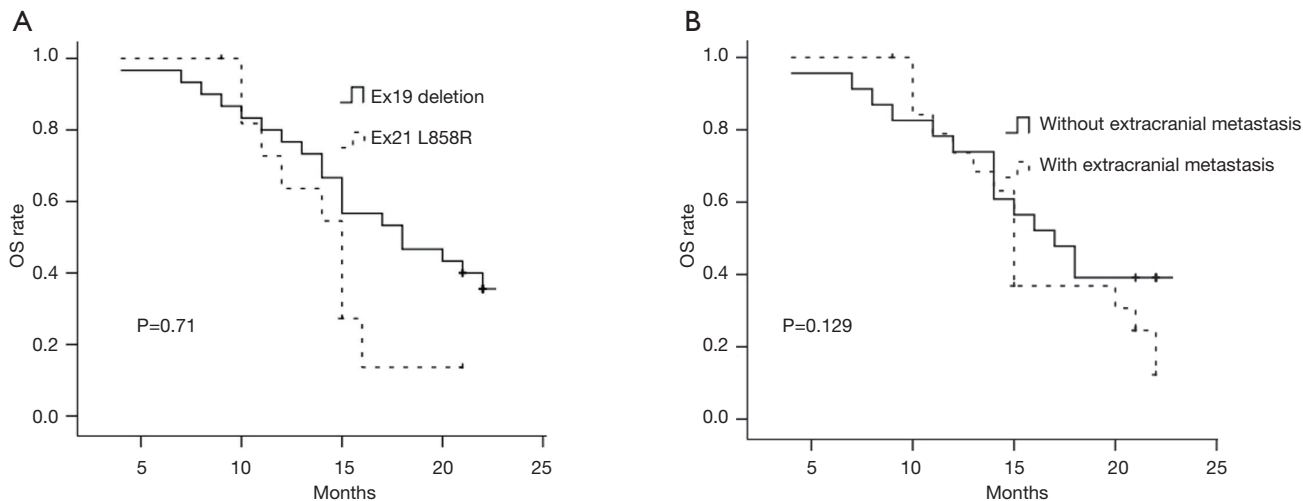 A
1.0
0.8
0.6
0.4
0.2
0.0
OS rate
Ex19 deletion
Ex21 L858R
P=0.71
5 10 15 20 25
Months
B
1.0
0.8
0.6
0.4
0.2
0.0
OS rate
Without extracranial metastasis
With extracranial metastasis
P=0.129
5 10 15 20 25
Months